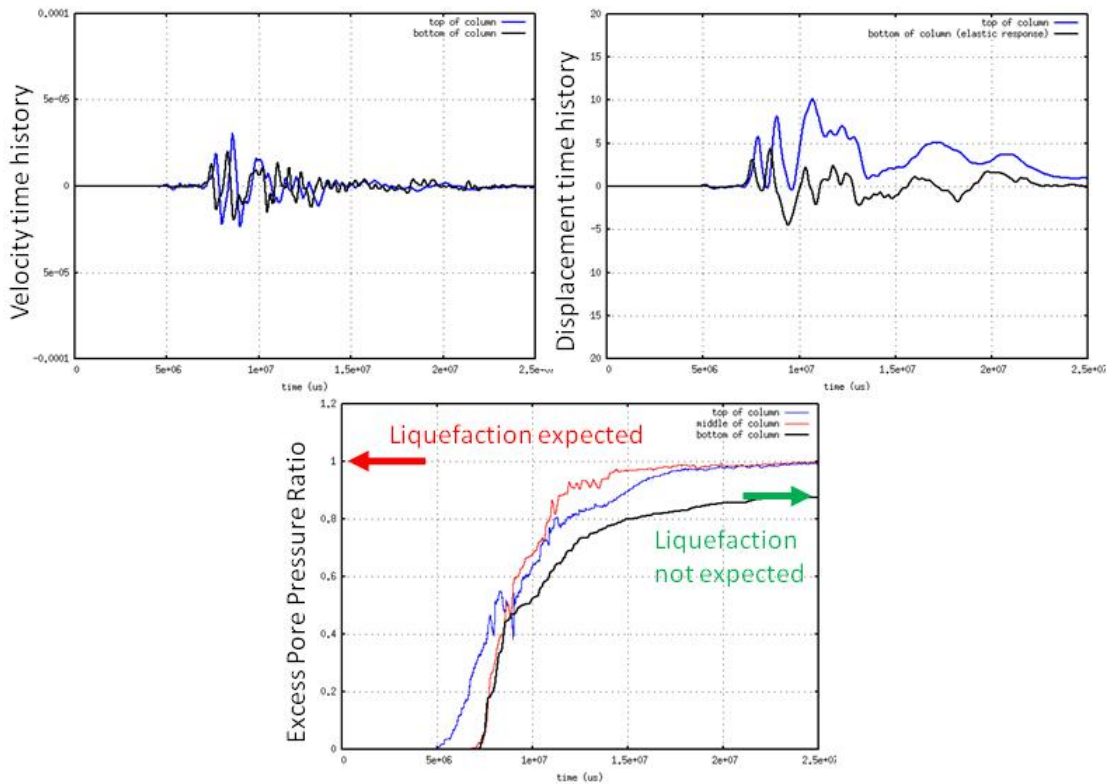 Velocity time history
0.0001
5e-05
0
5e-05
-0.0001
top of column
bottom of column
0
5e+06
1e+07
1.5e+07
2e+07
time (us)
Displacement time history
20
15
10
5
0
-5
10
15
20
top of column
bottom of column (elastic response)
0
5e+06
1e+07
1.5e+07
2e+07
2.5e+07
time (us)
Excess Pore Pressure Ratio
1.2
1
0.8
0.6
0.4
0.2
0
top of column
middle of column
bottom of column
Liquefaction expected
Liquefaction
not expected
0
5e+06
1e+07
1.5e+07
2e+07
time (us)